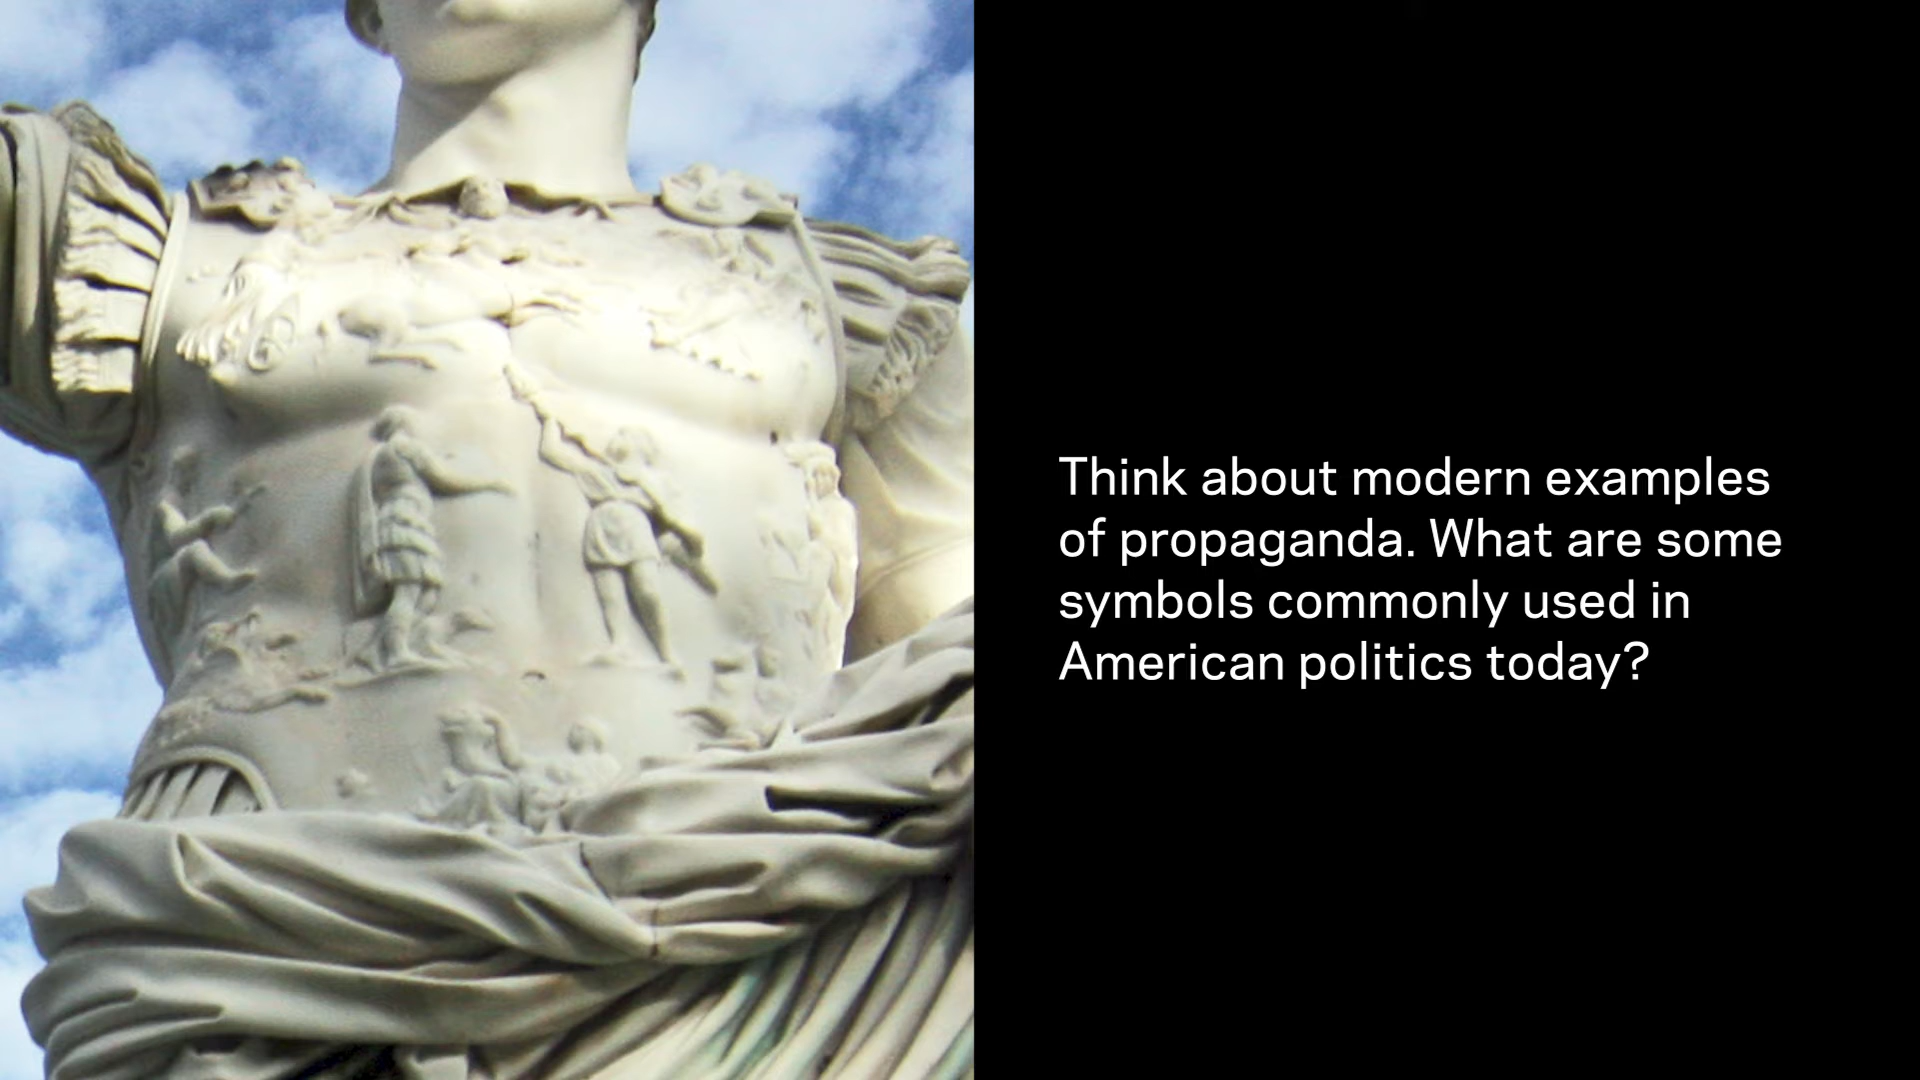 Think about modern examples
of propaganda. What are some
symbols commonly used in
American politics today?